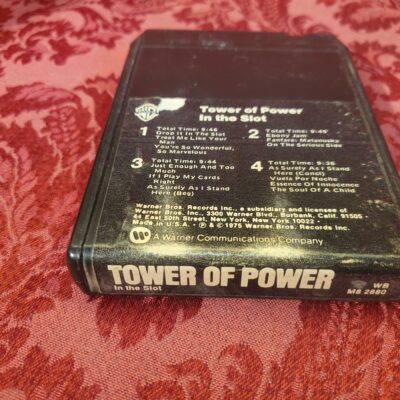 WB
Tower of Power
In the Slot
1 Total Time: 9:46
Drop It In The Slot
Treat Me Like Your
Man
You're So Wonderful,
So Marvelous
2 Total Time: 9:45
Ebony Jam
Fanfare: Matanuska
On The Serious Side
3 Total Time: 9:44
Just Enough And Too
Much
If I Play My Cards
Right
As Surely As I Stand
Here (Beg)
4 Total Time: 9:36
As Surely As I Stand
Here (Concl)
Vuela Por Noche
Essence Of Innocence
The Soul Of A Child
Warner Bros. Records Inc., a subsidiary and licensee of
Warner Bros. Inc., 3300 Warner Blvd., Burbank, Calif. 91505
East 50th Street, New York, New York 10022 •
Made in U.S.A. • Ⓟ & © 1975 Warner Bros. Records Inc.
A Warner Communications Company
TOWER OF POWER
In the Slot
WB
M8 2880